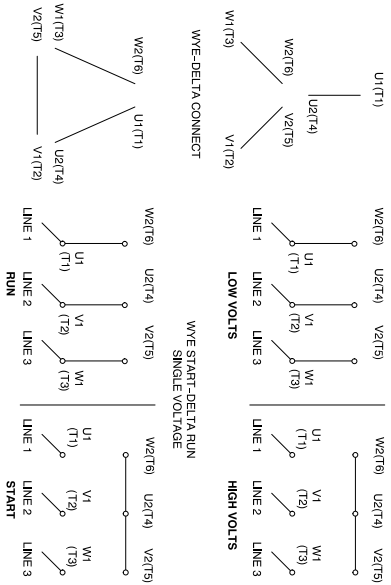 WYE-DELTA CONNECT
U1(T1)
U2(T4)
W2(T6)
V2(T5)
W1(T3)
V1(T2)
W2(T6)
U1(T1)
W1(T3)
V2(T5)
U2(T4)
V1(T2)
WYE START-DELTA RUN
SINGLE VOLTAGE
W2(T6) U2(T4) V2(T5)
U1 V1 W1
(T1) (T2) (T3)
LINE 1 LINE 2 LINE 3
LOW VOLTS
W2(T6) U2(T4) V2(T5)
U1 V1 W1
(T1) (T2) (T3)
LINE 1 LINE 2 LINE 3
HIGH VOLTS
W2(T6) U2(T4) V2(T5)
U1 V1 W1
(T1) (T2) (T3)
LINE 1 LINE 2 LINE 3
RUN
W2(T6) U2(T4) V2(T5)
U1 V1 W1
(T1) (T2) (T3)
LINE 1 LINE 2 LINE 3
START